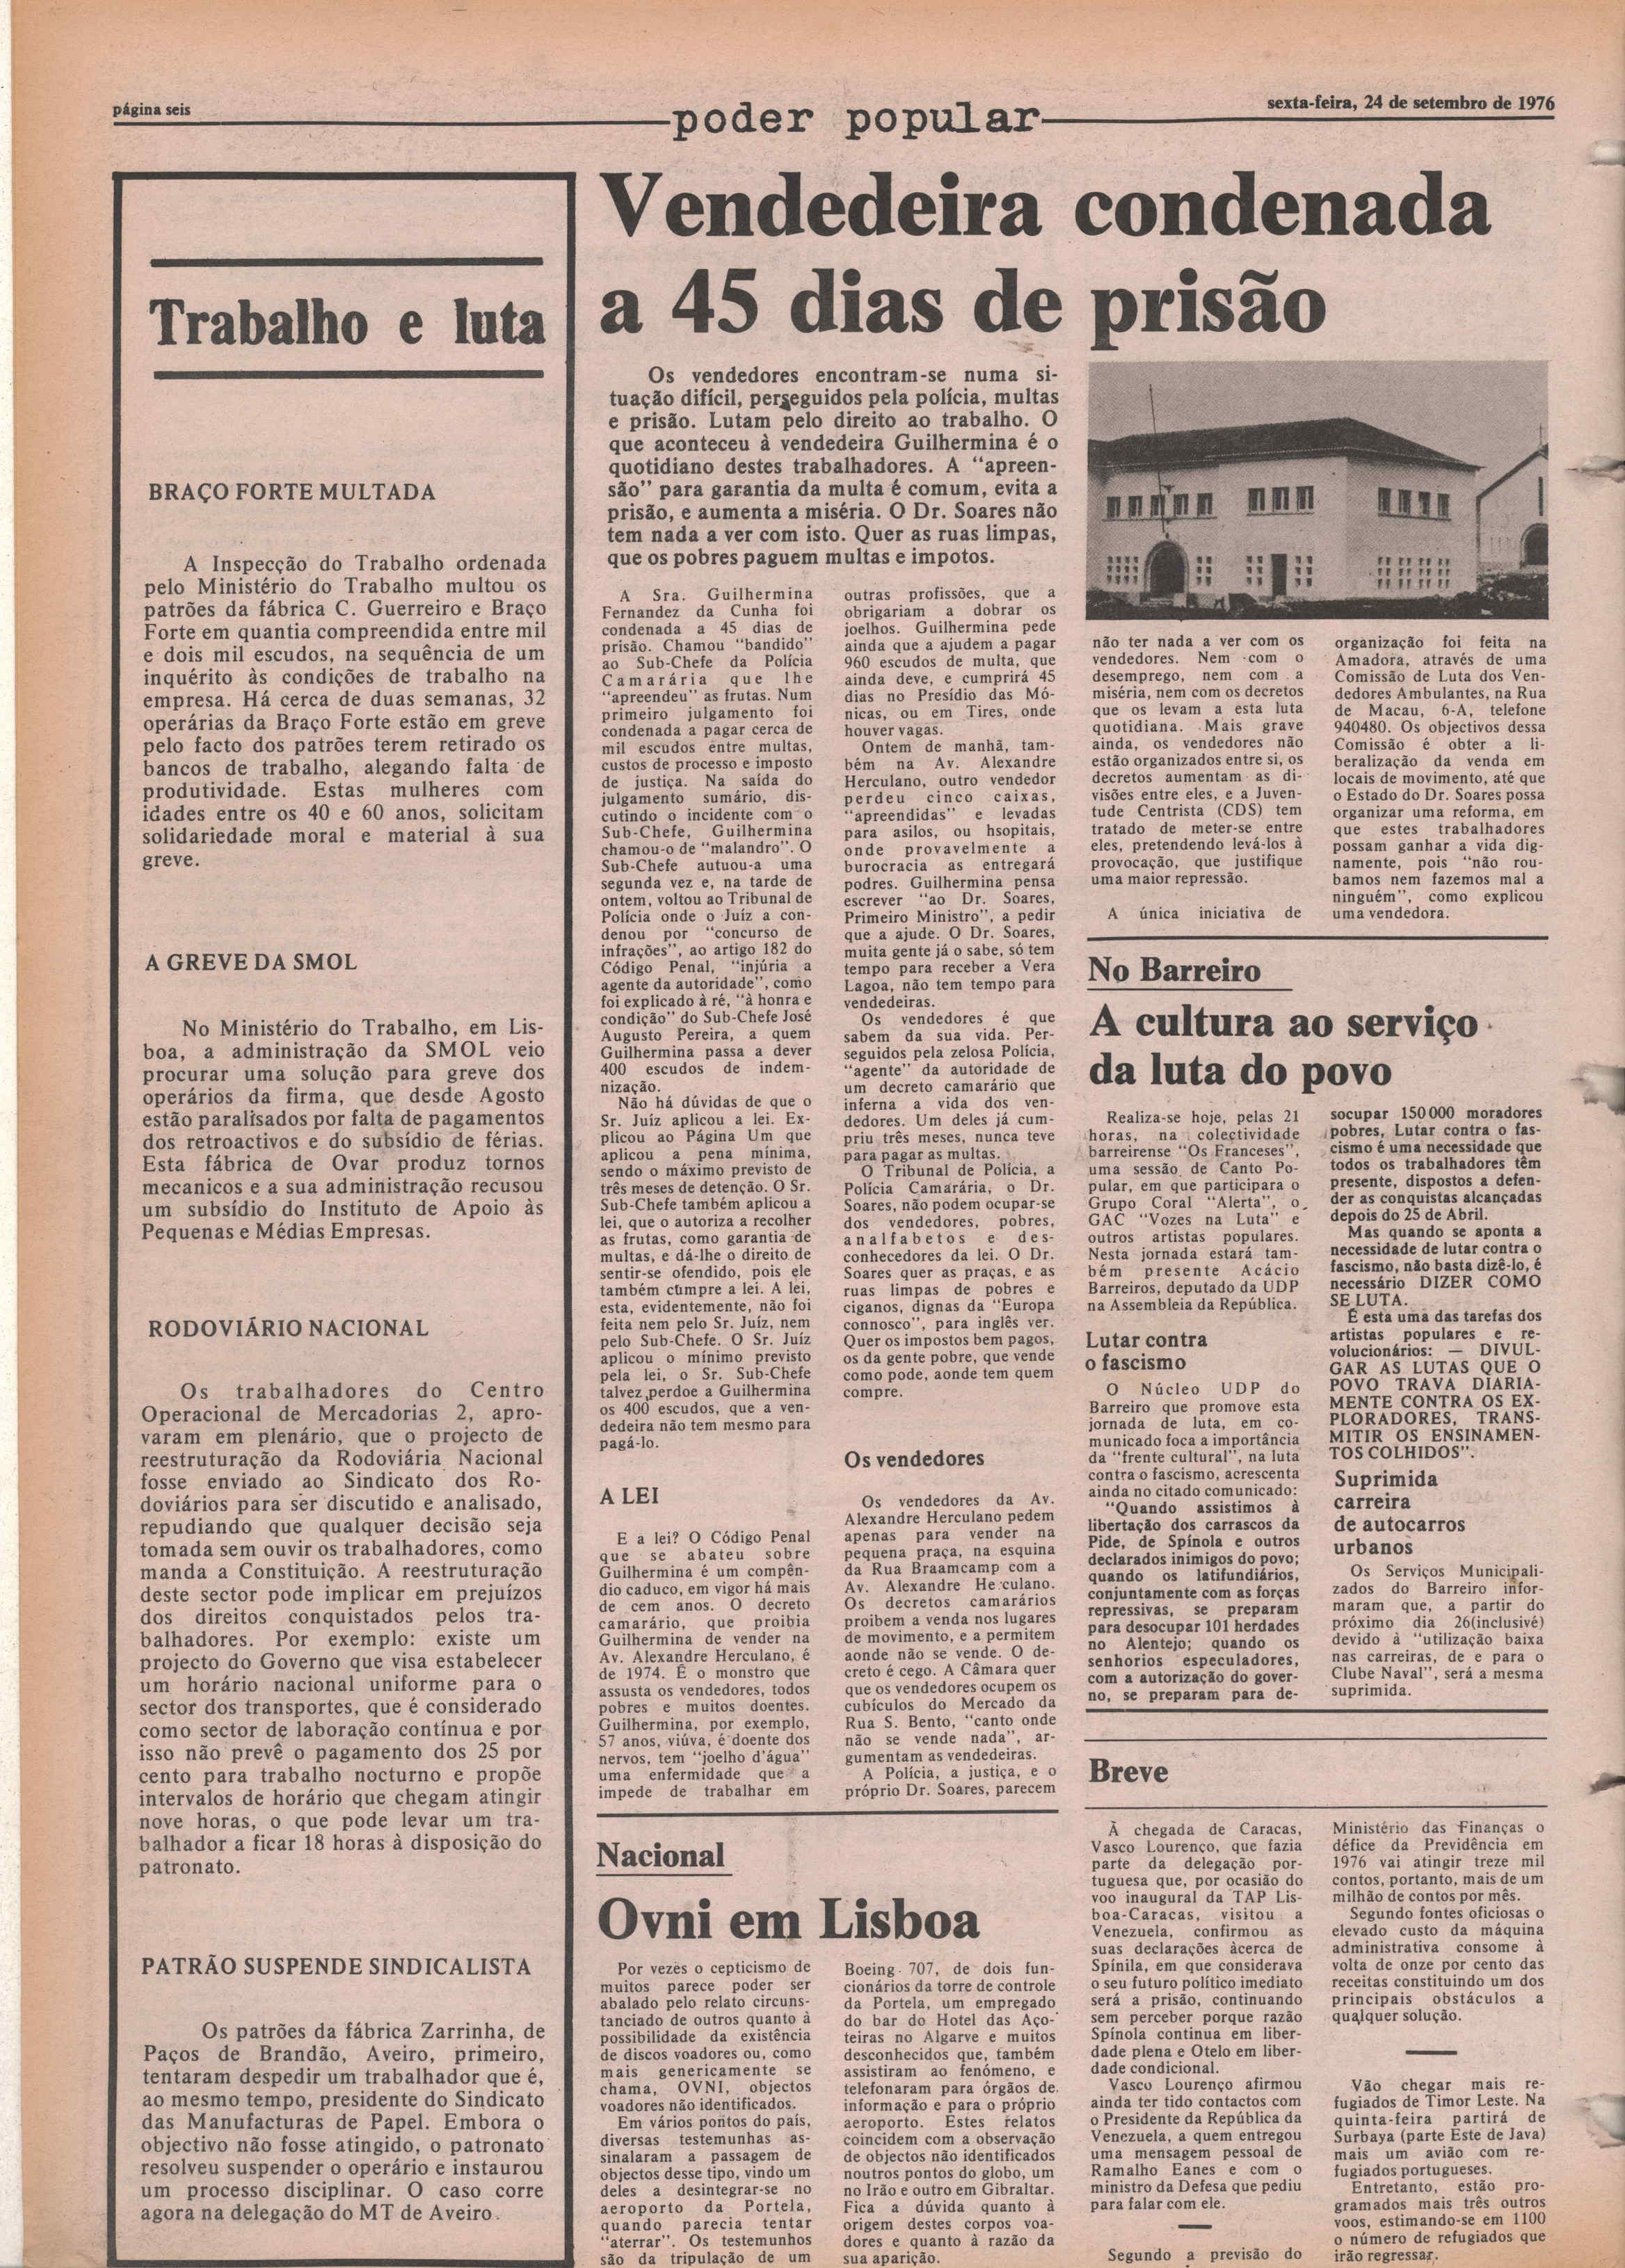 página seis
poder popular
sexta-feira, 24 de setembro de 1976
Trabalho e luta
BRAÇO FORTE MULTADA
A Inspecção do Trabalho ordenada
pelo Ministério do Trabalho multou os
patrões da fábrica C. Guerreiro e Braço
Forte em quantia compreendida entre mil
e dois mil escudos, na sequência de um
inquérito às condições de trabalho na
empresa. Há cerca de duas semanas, 32
operárias da Braço Forte estão em greve
pelo facto dos patrões terem retirado os
bancos de trabalho, alegando falta de
produtividade. Estas mulheres com
idades entre os 40 e 60 anos, solicitam
solidariedade moral e material à sua
greve.
A GREVE DA SMOL
No Ministério do Trabalho, em Lis-
boa, a administração da SMOL veio
procurar uma solução para greve dos
operários da firma, que desde Agosto
estão paralisados por falta de pagamentos
dos retroactivos e do subsídio de férias.
Esta fábrica de Ovar produz tornos
mecanicos e a sua administração recusou
um subsídio do Instituto de Apoio às
Pequenas e Médias Empresas.
RODOVIÁRIO NACIONAL
Os trabalhadores do Centro
Operacional de Mercadorias 2, apro-
varam em plenário, que o projecto de
reestruturação da Rodoviária Nacional
fosse enviado ao Sindicato dos Ro-
doviários para ser discutido e analisado,
repudiando que qualquer decisão seja
tomada sem ouvir os trabalhadores, como
manda a Constituição. A reestruturação
deste sector pode implicar em prejuízos
dos direitos conquistados pelos tra-
balhadores. Por exemplo: existe um
projecto do Governo que visa estabelecer
um horário nacional uniforme para o
sector dos transportes, que é considerado
como sector de laboração contínua e por
isso não prevê o pagamento dos 25 por
cento para trabalho nocturno e propõe
intervalos de horário que chegam atingir
nove horas, o que pode levar um tra-
balhador a ficar 18 horas à disposição do
patronato.
PATRÃO SUSPENDE SINDICALISTA
Os patrões da fábrica Zarrinha, de
Paços de Brandão, Aveiro, primeiro,
tentaram despedir um trabalhador que é,
ao mesmo tempo, presidente do Sindicato
das Manufacturas de Papel. Embora o
objectivo não fosse atingido, o patronato
resolveu suspender o operário e instaurou
um processo disciplinar. O caso corre
agora na delegação do MT de Aveiro.
Vendedeira condenada
a 45 dias de prisão
Os vendedores encontram-se numa si-
tuação difícil, perseguidos pela polícia, multas
e prisão. Lutam pelo direito ao trabalho. O
que aconteceu à vendedeira Guilhermina é o
quotidiano destes trabalhadores. A "apreen-
são" para garantia da multa é comum, evita a
prisão, e aumenta a miséria. O Dr. Soares não
tem nada a ver com isto. Quer as ruas limpas,
que os pobres paguem multas e impotos.
A Sra. Guilhermina
Fernandez da Cunha foi
condenada a 45 dias de
prisão. Chamou "bandido"
ao Sub-Chefe da Polícia
Camarária que lhe
"apreendeu" as frutas. Num
primeiro julgamento foi
condenada a pagar cerca de
mil escudos entre multas,
custos de processo e imposto
de justiça. Na saída do
julgamento sumário, dis-
cutindo o incidente com o
Sub-Chefe, Guilhermina
chamou-o de "malandro". O
Sub-Chefe autuou-a uma
segunda vez e, na tarde de
ontem, voltou ao Tribunal de
Polícia onde o Juíz a con-
denou por "concurso de
infrações", ao artigo 182 do
Código Penal, "injúria a
agente da autoridade", como
foi explicado à ré, "à honra e
condição" do Sub-Chefe José
Augusto Pereira, a quem
Guilhermina passa a dever
400 escudos de indem-
nização.
Não há dúvidas de que o
Sr. Juíz aplicou a lei. Ex-
plicou ao Página Um que
aplicou a pena mínima,
sendo o máximo previsto de
três meses de detenção. O Sr.
Sub-Chefe também aplicou a
lei, que o autoriza a recolher
as frutas, como garantia de
multas, e dá-lhe o direito de
sentir-se ofendido, pois ele
também cumpre a lei. A lei,
esta, evidentemente, não foi
feita nem pelo Sr. Juíz, nem
pelo Sub-Chefe. O Sr. Juíz
aplicou o mínimo previsto
pela lei, o Sr. Sub-Chefe
talvez perdoe a Guilhermina
os 400 escudos, que a ven-
dedeira não tem mesmo para
pagá-lo.
A LEI
E a lei? O Código Penal
que se abateu sobre
Guilhermina é um compên-
dio caduco, em vigor há mais
de cem anos. O decreto
camarário, que proibia
Guilhermina de vender na
Av. Alexandre Herculano, é
de 1974. É o monstro que
assusta os vendedores, todos
pobres e muitos doentes.
Guilhermina, por exemplo,
57 anos, viúva, é doente dos
nervos, tem "joelho d'água"
uma enfermidade que a
impede de trabalhar em
outras profissões, que a
obrigariam a dobrar os
joelhos. Guilhermina pede
ainda que a ajudem a pagar
960 escudos de multa, que
ainda deve, e cumprirá 45
dias no Presídio das Mó-
nicas, ou em Tires, onde
houver vagas.
Ontem de manhã, tam-
bém na Av. Alexandre
Herculano, outro vendedor
perdeu cinco caixas,
"apreendidas" e levadas
para asilos, ou hsopitais,
onde provavelmente a
burocracia as entregará
podres. Guilhermina pensa
escrever "ao Dr. Soares,
Primeiro Ministro", a pedir
que a ajude. O Dr. Soares,
muita gente já o sabe, só tem
tempo para receber a Vera
Lagoa, não tem tempo para
vendedeiras.
Os vendedores é que
sabem da sua vida. Per-
seguidos pela zelosa Polícia,
"agente" da autoridade de
um decreto camarário que
inferna a vida dos ven-
dedores. Um deles já cum-
priu três meses, nunca teve
para pagar as multas.
O Tribunal de Polícia, a
Polícia Camarária, o Dr.
Soares, não podem ocupar-se
dos vendedores, pobres,
analfabetos e des-
conhecedores da lei. O Dr.
Soares quer as praças, e as
ruas limpas de pobres e
ciganos, dignas da "Europa
connosco", para inglês ver.
Quer os impostos bem pagos,
os da gente pobre, que vende
como pode, aonde tem quem
compre.
Os vendedores
Os vendedores da Av.
Alexandre Herculano pedem
apenas para vender na
pequena praça, na esquina
da Rua Braamcamp com a
Av. Alexandre He culano.
Os decretos camarários
proibem a venda nos lugares
de movimento, e a permitem
aonde não se vende. O de-
creto é cego. A Câmara quer
que os vendedores ocupem os
cubículos do Mercado da
Rua S. Bento, "canto onde
não se vende nada", ar-
gumentam as vendedeiras.
A Polícia, a justiça, e o
próprio Dr. Soares, parecem
não ter nada a ver com os
vendedores. Nem com o
desemprego, nem com a
miséria, nem com os decretos
que os levam a esta luta
quotidiana. Mais grave
ainda, os vendedores não
estão organizados entre si, os
decretos aumentam as di-
visões entre eles, e a Juven-
tude Centrista (CDS) tem
tratado de meter-se entre
eles, pretendendo levá-los à
provocação, que justifique
uma maior repressão.
A única iniciativa de
organização foi feita na
Amadora, através de uma
Comissão de Luta dos Ven-
dedores Ambulantes, na Rua
de Macau, 6-A, telefone
940480. Os objectivos dessa
Comissão é obter a li-
beralização da venda em
locais de movimento, até que
o Estado do Dr. Soares possa
organizar uma reforma, em
que estes trabalhadores
possam ganhar a vida dig-
namente, pois "não rou-
bamos nem fazemos mal a
ninguém", como explicou
uma vendedora.
No Barreiro
A cultura ao serviço
da luta do povo
Realiza-se hoje, pelas 21
horas, na colectividade
barreirense "Os Franceses",
uma sessão de Canto Po-
pular, em que participara o
Grupo Coral "Alerta", o
GAC "Vozes na Luta" e
outros artistas populares.
Nesta jornada estará tam-
bém presente Acácio
Barreiros, deputado da UDP
na Assembleia da República.
Lutar contra
o fascismo
O Núcleo UDP do
Barreiro que promove esta
jornada de luta, em co-
municado foca a importância
da "frente cultural", na luta
contra o fascismo, acrescenta
ainda no citado comunicado:
"Quando assistimos à
libertação dos carrascos da
Pide, de Spínola e outros
declarados inimigos do povo;
quando os latifundiários,
conjuntamente com as forças
repressivas, se preparam
para desocupar 101 herdades
no Alentejo; quando os
senhorios especuladores,
com a autorização do gover-
no, se preparam para de-
socupar 150 000 moradores
pobres, Lutar contra o fas-
cismo é uma necessidade que
todos os trabalhadores têm
presente, dispostos a defen-
der as conquistas alcançadas
depois do 25 de Abril.
Mas quando se aponta a
necessidade de lutar contra o
fascismo, não basta dizê-lo, é
necessário DIZER COMO
SE LUTA.
É esta uma das tarefas dos
artistas populares e re-
volucionários: — DIVUL-
GAR AS LUTAS QUE O
POVO TRAVA DIARIA-
MENTE CONTRA OS EX-
PLORADORES, TRANS-
MITIR OS ENSINAMEN-
TOS COLHIDOS".
Suprimida
carreira
de autocarros
urbanos
Os Serviços Municipali-
zados do Barreiro infor-
maram que, a partir do
próximo dia 26(inclusivé)
devido à "utilização baixa
nas carreiras, de e para o
Clube Naval", será a mesma
suprimida.
Nacional
Ovni em Lisboa
Por vezes o cepticismo de
muitos parece poder ser
abalado pelo relato circuns-
tanciado de outros quanto à
possibilidade da existência
de discos voadores ou, como
mais genericamente se
chama, OVNI, objectos
voadores não identificados.
Em vários pontos do país,
diversas testemunhas as-
sinalaram a passagem de
objectos desse tipo, vindo um
deles a desintegrar-se no
aeroporto da Portela,
quando parecia tentar
"aterrar". Os testemunhos
são da tripulação de um
Boeing 707, de dois fun-
cionários da torre de controle
da Portela, um empregado
do bar do Hotel das Aço-
teiras no Algarve e muitos
desconhecidos que, também
assistiram ao fenómeno, e
telefonaram para órgãos de
informação e para o próprio
aeroporto. Estes relatos
coincidem com a observação
de objectos não identificados
noutros pontos do globo, um
no Irão e outro em Gibraltar.
Fica a dúvida quanto à
origem destes corpos voa-
dores e quanto à razão da
sua aparição.
Breve
À chegada de Caracas,
Vasco Lourenço, que fazia
parte da delegação por-
tuguesa que, por ocasião do
voo inaugural da TAP Lis-
boa-Caracas, visitou a
Venezuela, confirmou as
suas declarações àcerca de
Spínila, em que considerava
o seu futuro político imediato
será a prisão, continuando
sem perceber porque razão
Spínola continua em liber-
dade plena e Otelo em liber-
dade condicional.
Vasco Lourenço afirmou
ainda ter tido contactos com
o Presidente da República da
Venezuela, a quem entregou
uma mensagem pessoal de
Ramalho Eanes e com o
ministro da Defesa que pediu
para falar com ele.
Segundo a previsão do
Ministério das Finanças o
défice da Previdência em
1976 vai atingir treze mil
contos, portanto, mais de um
milhão de contos por mês.
Segundo fontes oficiosas o
elevado custo da máquina
administrativa consome à
volta de onze por cento das
receitas constituindo um dos
principais obstáculos a
qualquer solução.
Vão chegar mais re-
fugiados de Timor Leste. Na
quinta-feira partirá de
Surbaya (parte Este de Java)
mais um avião com re-
fugiados portugueses.
Entretanto, estão pro-
gramados mais três outros
voos, estimando-se em 1100
o número de refugiados que
irão regressar.